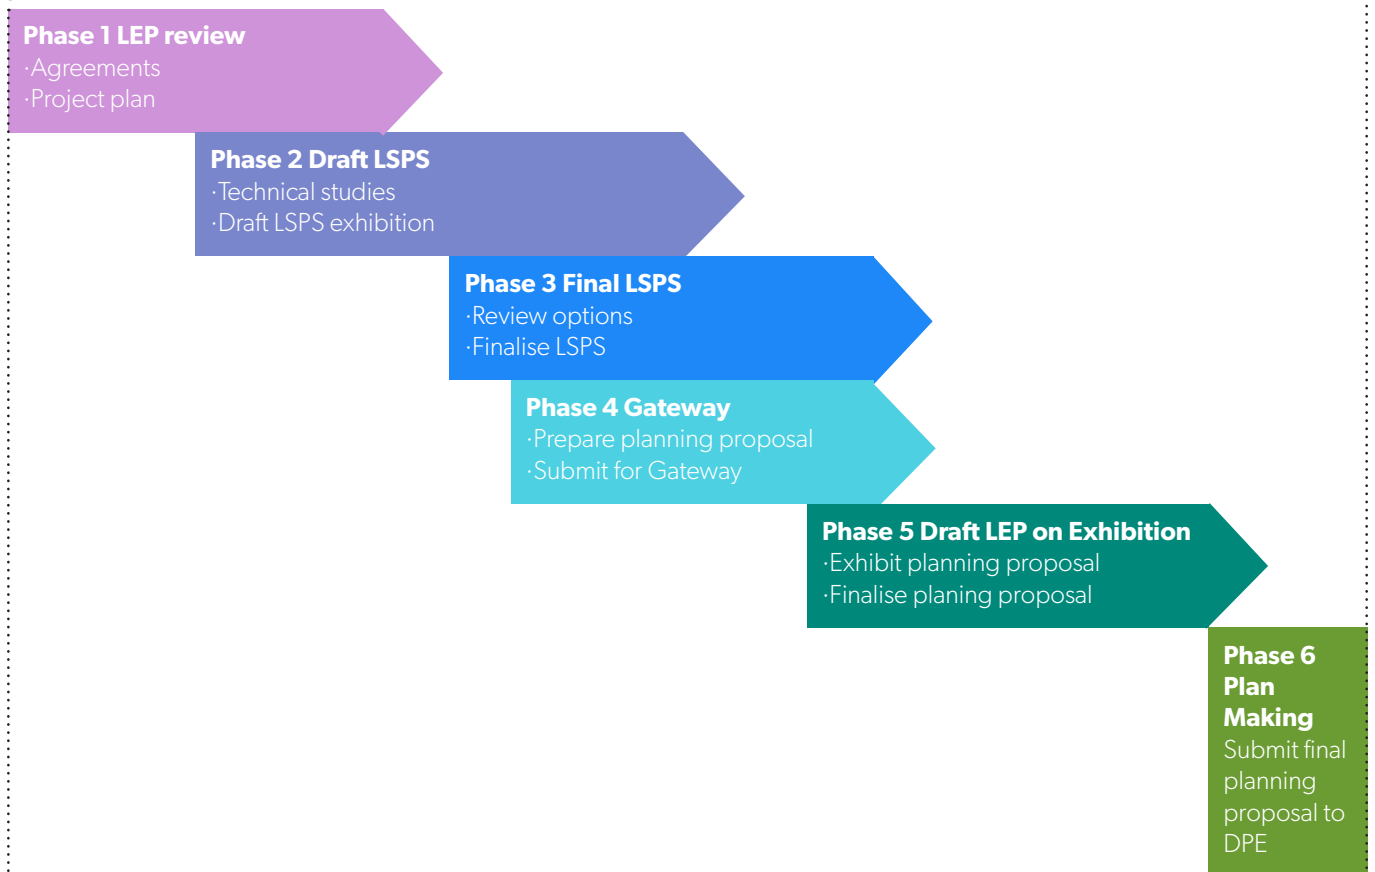 Phase 1 LEP review
·Agreements
·Project plan
Phase 2 Draft LSPS
·Technical studies
·Draft LSPS exhibition
Phase 3 Final LSPS
·Review options
·Finalise LSPS
Phase 4 Gateway
·Prepare planning proposal
·Submit for Gateway
Phase 5 Draft LEP on Exhibition
·Exhibit planning proposal
·Finalise planing proposal
Phase 6
Plan
Making
Submit final
planning
proposal to
DPE